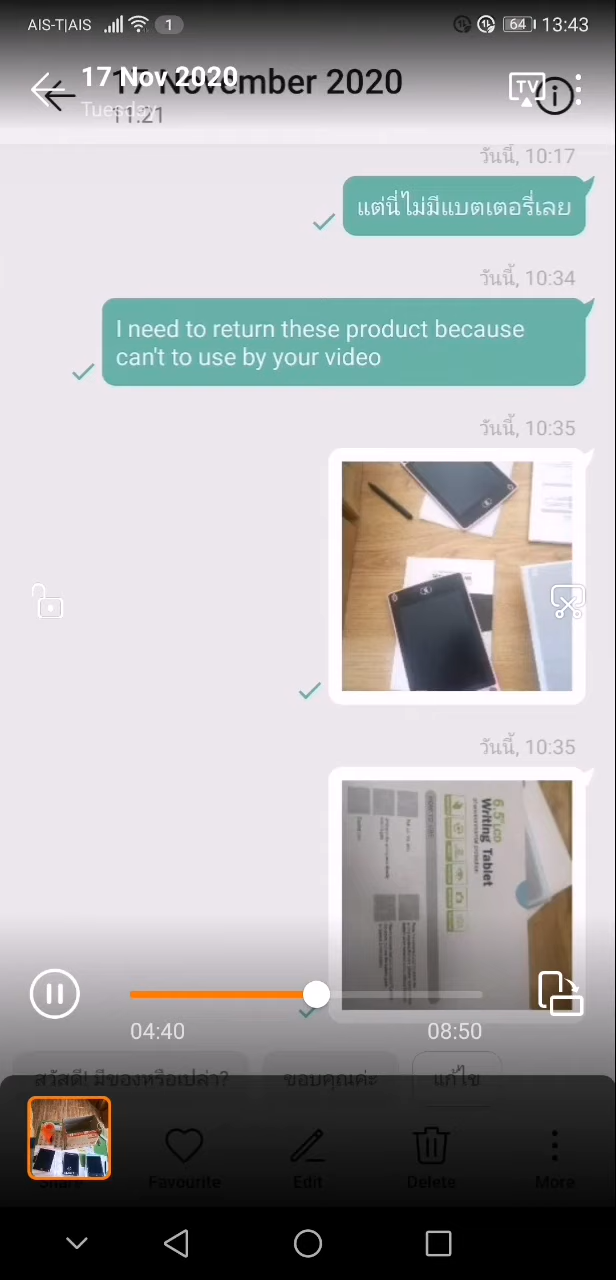 AIS-T|AIS 1 64 13:43
17 November 2020
17 Nov 2020
TV
Tuesday
11:21
วันนี้, 10:17
แต่นี่ไม่มีแบตเตอรี่เลย
วันนี้, 10:34
I need to return these product because
can't to use by your video
วันนี้, 10:35
วันนี้, 10:35
6.5" LCD
Writing Tablet
04:40
08:50
สวัสดี! มีของหรือเปล่า?
ขอบคุณค่ะ
แก้ไข
Share
Favourite
Edit
Delete
More